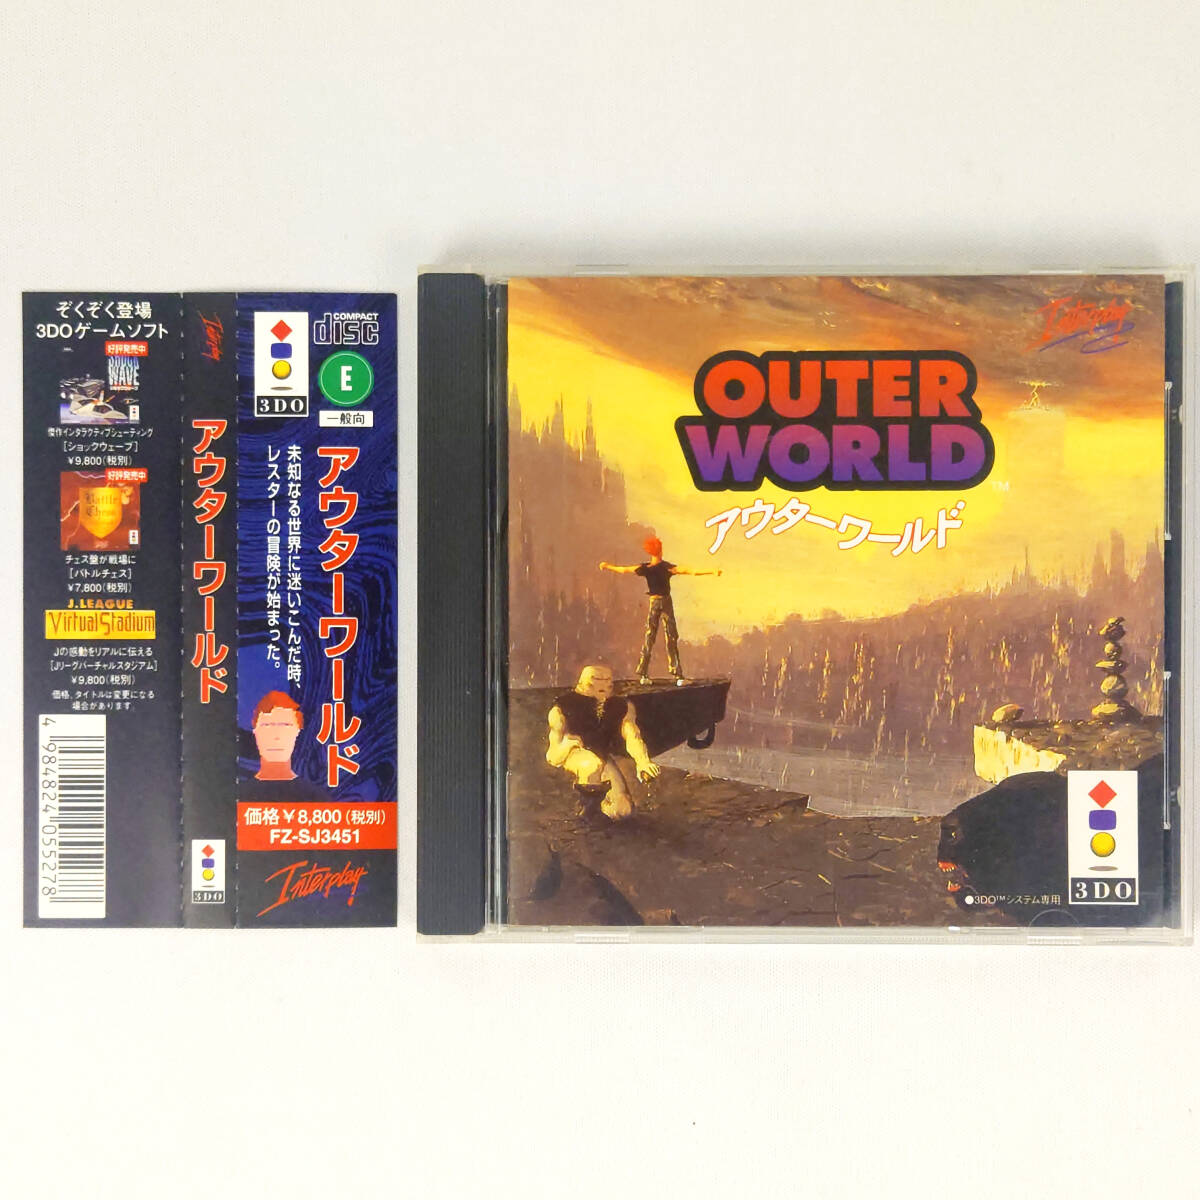 ぞくぞく登場
3DOゲームソフト
好評発売中
SHOCK
WAVE
傑作インタラクティブシューティング
[ショックウェーブ]
¥9,800(税別)
好評発売中
Battle
Chess
チェス盤が戦場に
[バトルチェス]
¥7,800(税別)
J.LEAGUE
Virtual Stadium
Jの感動をリアルに伝える
[Jリーグバーチャルスタジアム]
¥9,800(税別)
価格、タイトルは変更になる
場合があります。
4 984824 055278
Interplay
アウターワールド
3DO
3DO
COMPACT
disc
E
一般向
アウターワールド
未知なる世界に迷いこんだ時、
レスターの冒険が始まった。
価格¥8,800(税別)
FZ-SJ3451
Interplay
Interplay
OUTER
WORLD™
アウターワールド
3DO
●3DO™システム専用